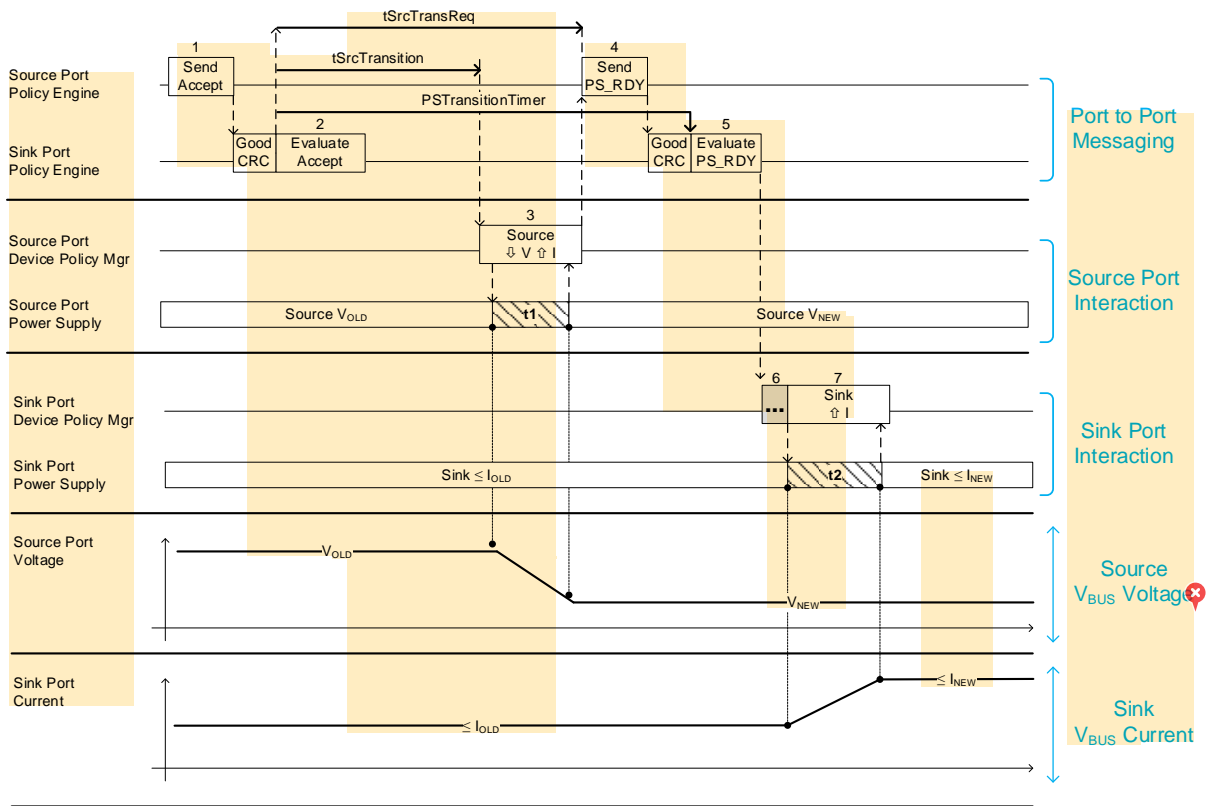 tSrcTransReq
1
4
Send
Accept
tSrcTransition
Send
PS_RDY
Source Port
Policy Engine
PSTransitionTimer
Port to Port
Messaging
2
5
Good
CRC
Evaluate
Accept
Good
CRC
Evaluate
PS_RDY
Sink Port
Policy Engine
3
Source Port
Device Policy Mgr
Source
⇩ V ⇧ I
Source Port
Interaction
Source Port
Power Supply
Source VOLD
t1
Source VNEW
6
7
Sink Port
Device Policy Mgr
...
Sink
⇧ I
Sink Port
Interaction
Sink Port
Power Supply
Sink ≤ IOLD
t2
Sink ≤ INEW
Source Port
Voltage
VOLD
VNEW
Source
VBUS Voltage
Sink Port
Current
≤ INEW
≤ IOLD
Sink
VBUS Current